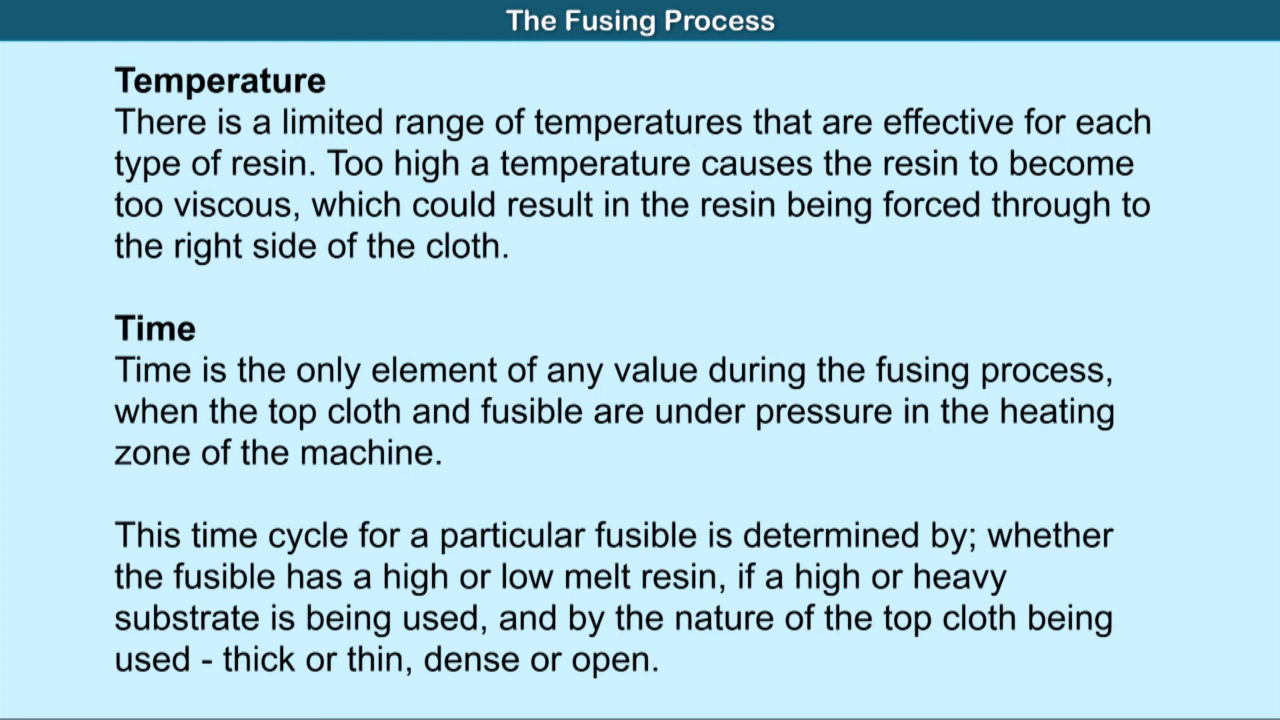 The Fusing Process
Temperature
There is a limited range of temperatures that are effective for each
type of resin. Too high a temperature causes the resin to become
too viscous, which could result in the resin being forced through to
the right side of the cloth.
Time
Time is the only element of any value during the fusing process,
when the top cloth and fusible are under pressure in the heating
zone of the machine.
This time cycle for a particular fusible is determined by; whether
the fusible has a high or low melt resin, if a high or heavy
substrate is being used, and by the nature of the top cloth being
used - thick or thin, dense or open.